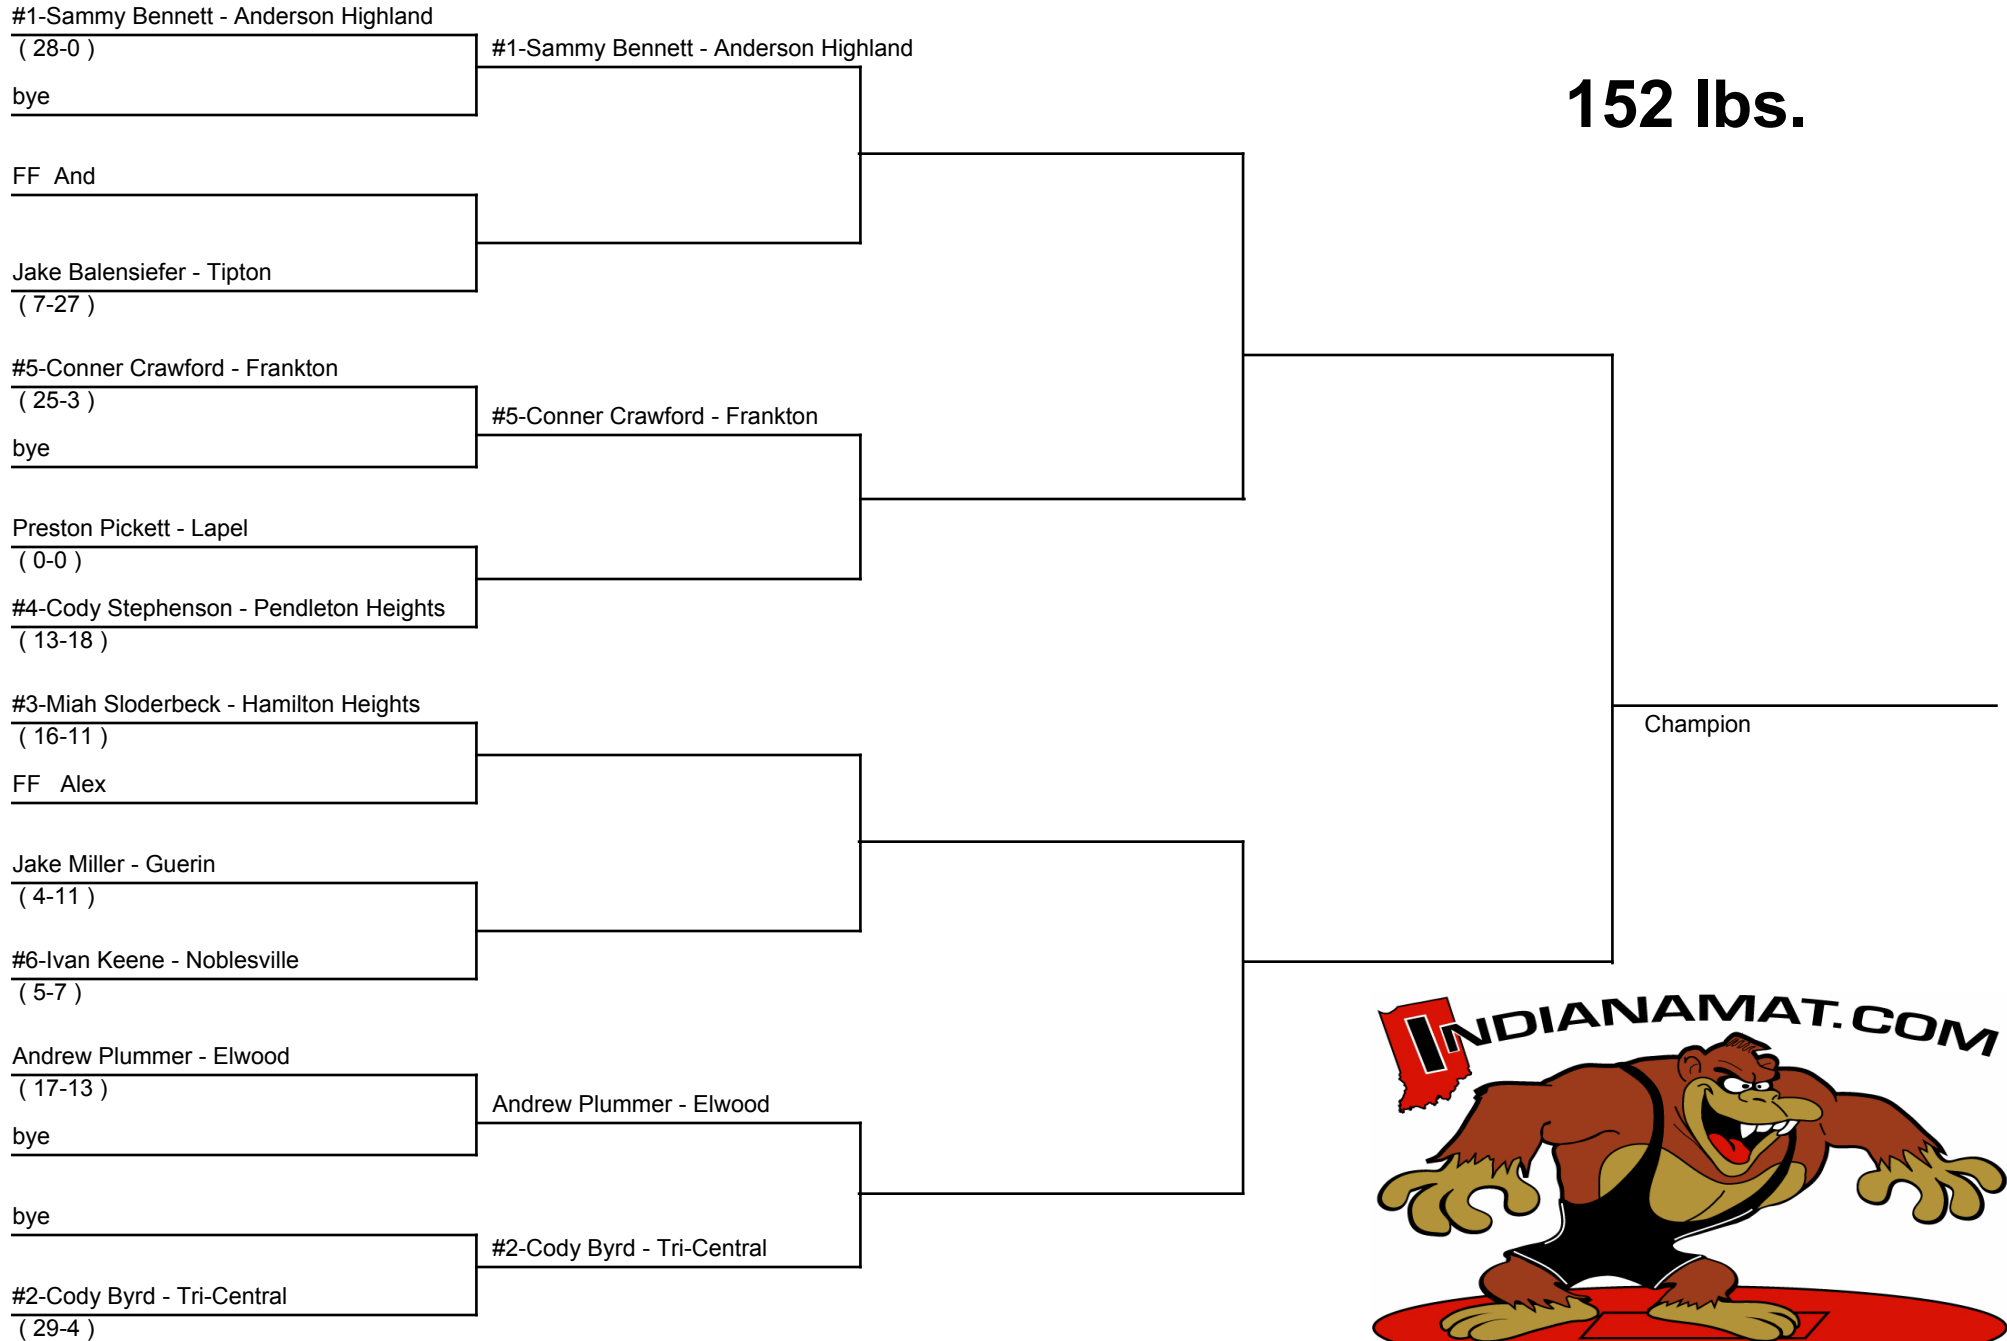 #1-Sammy Bennett - Anderson Highland
( 28-0 )
#1-Sammy Bennett - Anderson Highland
bye
152 lbs.
FF  And
Jake Balensiefer - Tipton
( 7-27 )
#5-Conner Crawford - Frankton
( 25-3 )
#5-Conner Crawford - Frankton
bye
Preston Pickett - Lapel
( 0-0 )
#4-Cody Stephenson - Pendleton Heights
( 13-18 )
#3-Miah Sloderbeck - Hamilton Heights
( 16-11 )
Champion
FF   Alex
Jake Miller - Guerin
( 4-11 )
#6-Ivan Keene - Noblesville
( 5-7 )
INDIANAMAT.COM
Andrew Plummer - Elwood
( 17-13 )
Andrew Plummer - Elwood
bye
bye
#2-Cody Byrd - Tri-Central
#2-Cody Byrd - Tri-Central
( 29-4 )